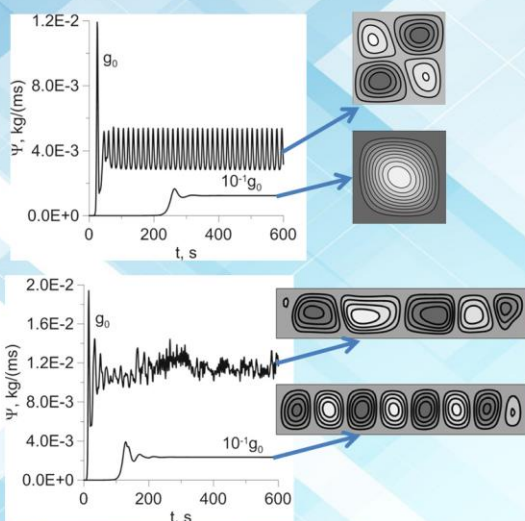 1.2E-2
g0
8.0E-3
Ψ, kg/(ms)
4.0E-3
10-1g0
0.0E+0
0 200 400 600
t, s
2.0E-2
g0
1.6E-2
1.2E-2
Ψ, kg/(ms)
8.0E-3
4.0E-3
10-1g0
0.0E+0
0 200 400 600
t, s